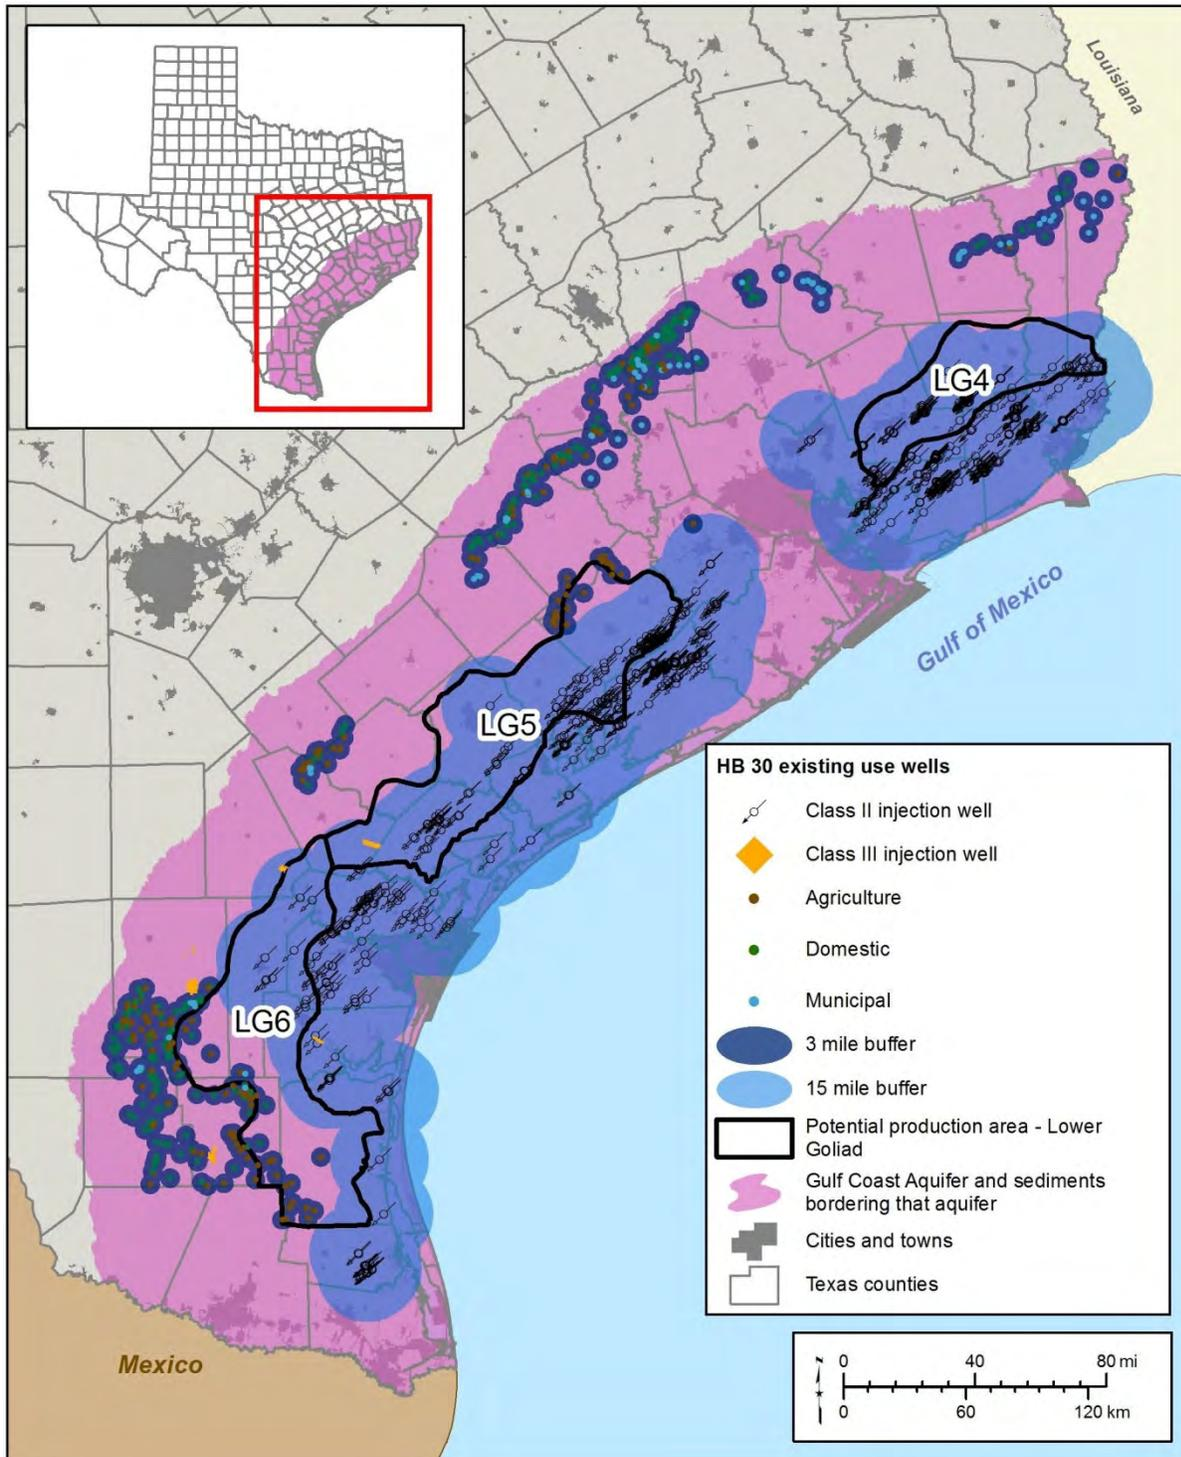 Louisiana
LG4
Gulf of Mexico
LG5
LG6
Mexico
HB 30 existing use wells
Class II injection well
Class III injection well
Agriculture
Domestic
Municipal
3 mile buffer
15 mile buffer
Potential production area - Lower
Goliad
Gulf Coast Aquifer and sediments
bordering that aquifer
Cities and towns
Texas counties
N
0 40 80 mi
0 60 120 km